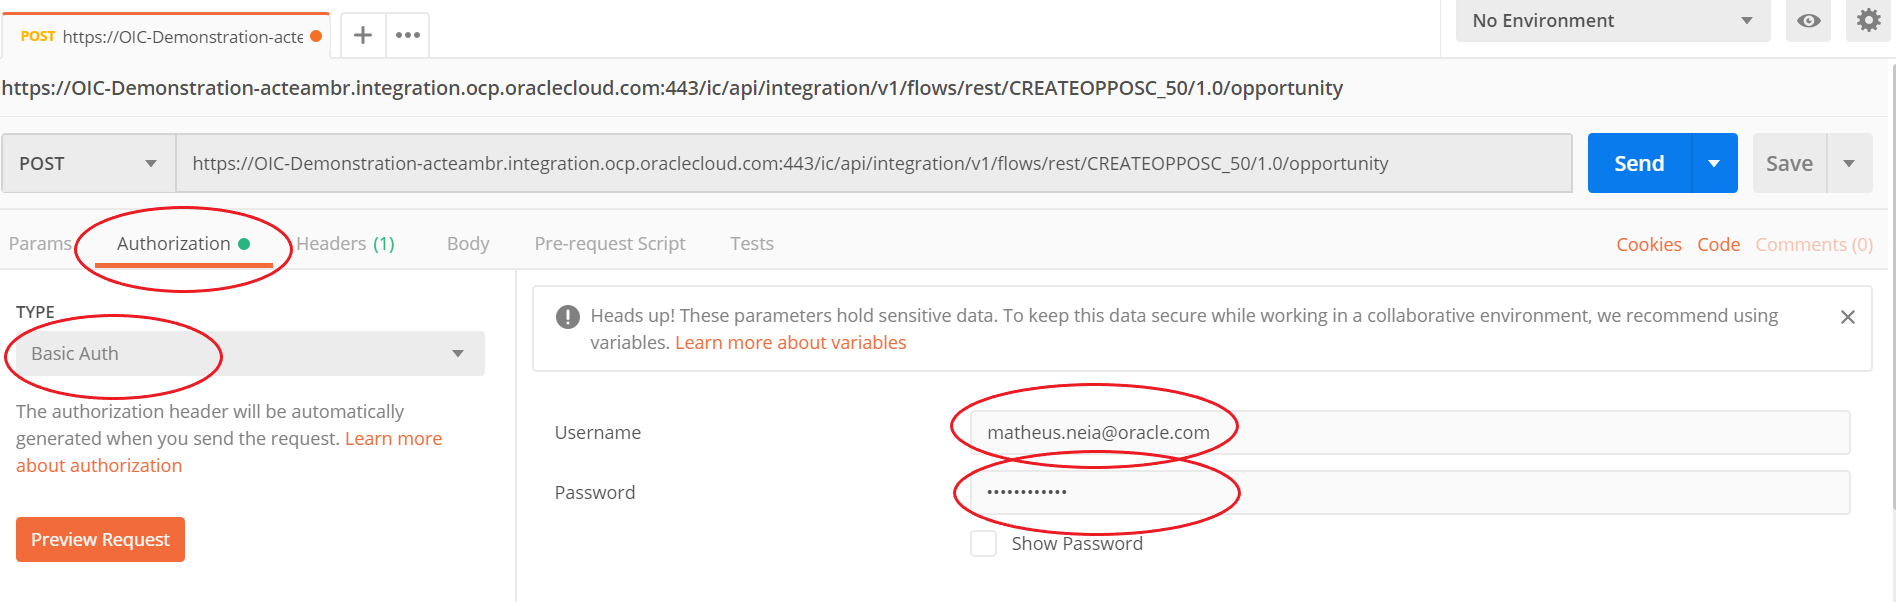 POST https://OIC-Demonstration-acte
No Environment
https://OIC-Demonstration-acteambr.integration.ocp.oraclecloud.com:443/ic/api/integration/v1/flows/rest/CREATEOPPOSC_50/1.0/opportunity
POST https://OIC-Demonstration-acteambr.integration.ocp.oraclecloud.com:443/ic/api/integration/v1/flows/rest/CREATEOPPOSC_50/1.0/opportunity Send Save
Params Authorization Headers (1) Body Pre-request Script Tests Cookies Code Comments (0)
TYPE
Basic Auth
The authorization header will be automatically
generated when you send the request. Learn more
about authorization
Preview Request
Heads up! These parameters hold sensitive data. To keep this data secure while working in a collaborative environment, we recommend using
variables. Learn more about variables
Username matheus.neia@oracle.com
Password ••••••••••••
Show Password